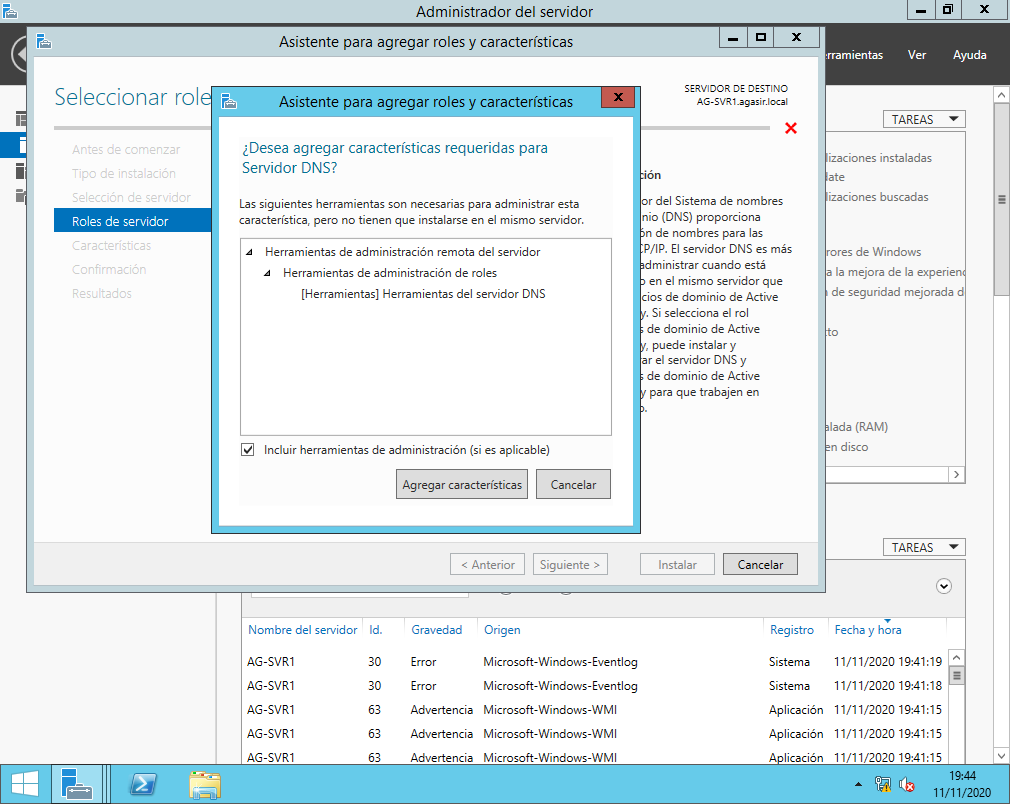 Administrador del servidor
Asistente para agregar roles y características
Herramientas
Ver
Ayuda
Seleccionar role
SERVIDOR DE DESTINO
AG-SVR1.agasir.local
Antes de comenzar
Tipo de instalación
Selección de servidor
Roles de servidor
Características
Confirmación
Resultados
Asistente para agregar roles y características
¿Desea agregar características requeridas para
Servidor DNS?
Las siguientes herramientas son necesarias para administrar esta
característica, pero no tienen que instalarse en el mismo servidor.
Herramientas de administración remota del servidor
Herramientas de administración de roles
[Herramientas] Herramientas del servidor DNS
Incluir herramientas de administración (si es aplicable)
Agregar características
Cancelar
ción
or del Sistema de nombres
nio (DNS) proporciona
ón de nombres para las
CP/IP. El servidor DNS es más
administrar cuando está
o en el mismo servidor que
icios de dominio de Active
y. Si selecciona el rol
s de dominio de Active
y, puede instalar y
rar el servidor DNS y
s de dominio de Active
y para que trabajen en
o.
< Anterior
Siguiente >
Instalar
Cancelar
TAREAS
lizaciones instaladas
date
lizaciones buscadas
rores de Windows
a la mejora de la experienc
n de seguridad mejorada d
cto
alada (RAM)
en disco
TAREAS
Nombre del servidor Id. Gravedad Origen Registro Fecha y hora
AG-SVR1 30 Error Microsoft-Windows-Eventlog Sistema 11/11/2020 19:41:19
AG-SVR1 30 Error Microsoft-Windows-Eventlog Sistema 11/11/2020 19:41:18
AG-SVR1 63 Advertencia Microsoft-Windows-WMI Aplicación 11/11/2020 19:41:15
AG-SVR1 63 Advertencia Microsoft-Windows-WMI Aplicación 11/11/2020 19:41:15
AG-SVR1 63 Advertencia Microsoft-Windows-WMI Aplicación 11/11/2020 19:41:15
19:44
11/11/2020